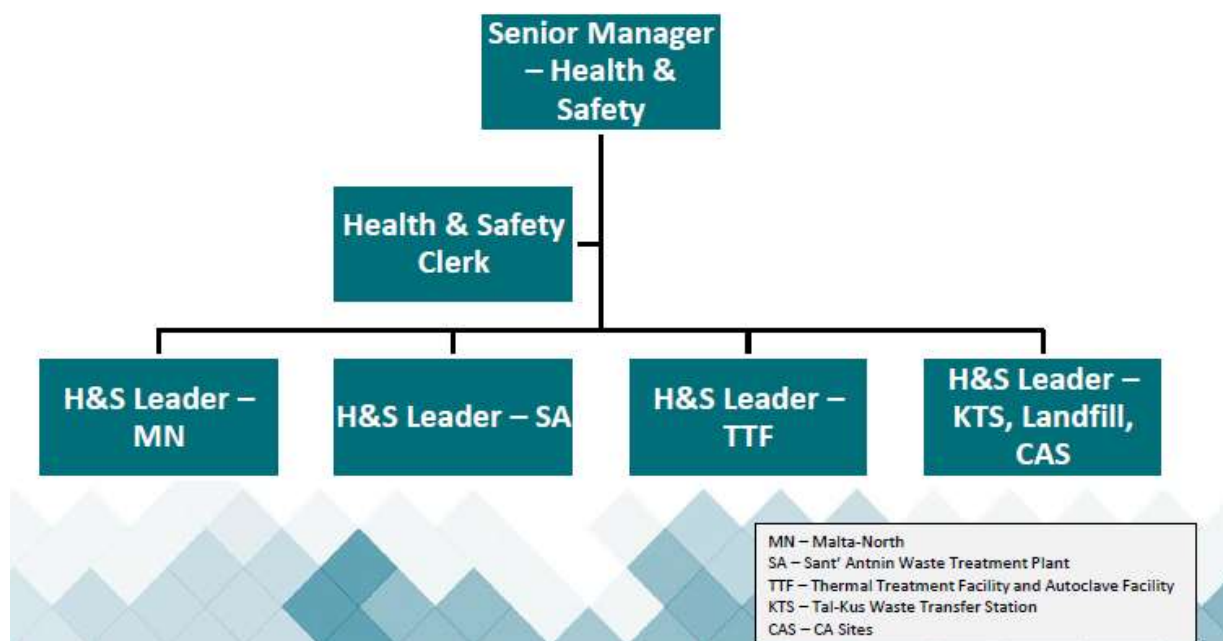 Senior Manager
– Health &
Safety
Health & Safety
Clerk
H&S Leader –
MN
H&S Leader – SA
H&S Leader –
TTF
H&S Leader –
KTS, Landfill,
CAS
MN – Malta-North
SA – Sant’ Antnin Waste Treatment Plant
TTF – Thermal Treatment Facility and Autoclave Facility
KTS – Tal-Kus Waste Transfer Station
CAS – CA Sites